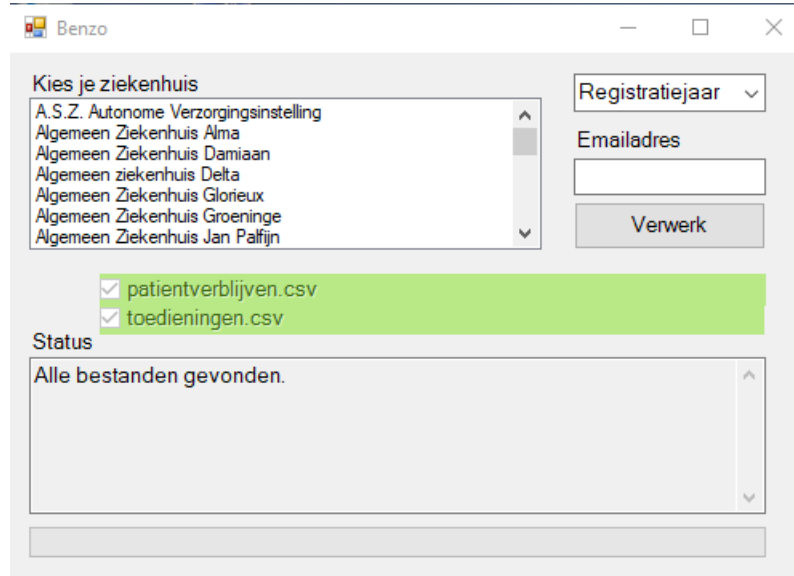 Benzo
Kies je ziekenhuis
A.S.Z. Autonome Verzorgingsinstelling
Algemeen Ziekenhuis Alma
Algemeen Ziekenhuis Damiaan
Algemeen ziekenhuis Delta
Algemeen Ziekenhuis Glorieux
Algemeen Ziekenhuis Groeninge
Algemeen Ziekenhuis Jan Palfijn
Registratiejaar
Emailadres
Verwerk
patientverblijven.csv
toedieningen.csv
Status
Alle bestanden gevonden.